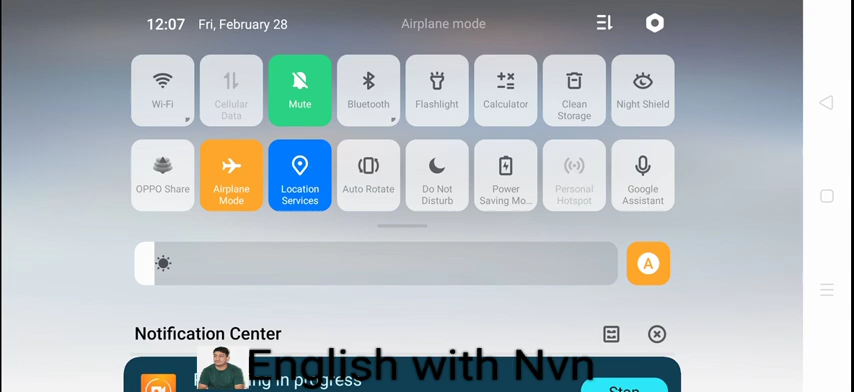 12:07 Fri, February 28 Airplane mode
Wi-Fi Cellular Data Mute Bluetooth Flashlight Calculator Clean Storage Night Shield
OPPO Share Airplane Mode Location Services Auto Rotate Do Not Disturb Power Saving Mo... Personal Hotspot Google Assistant
A
Notification Center
English with Nvn
in progress
Stop